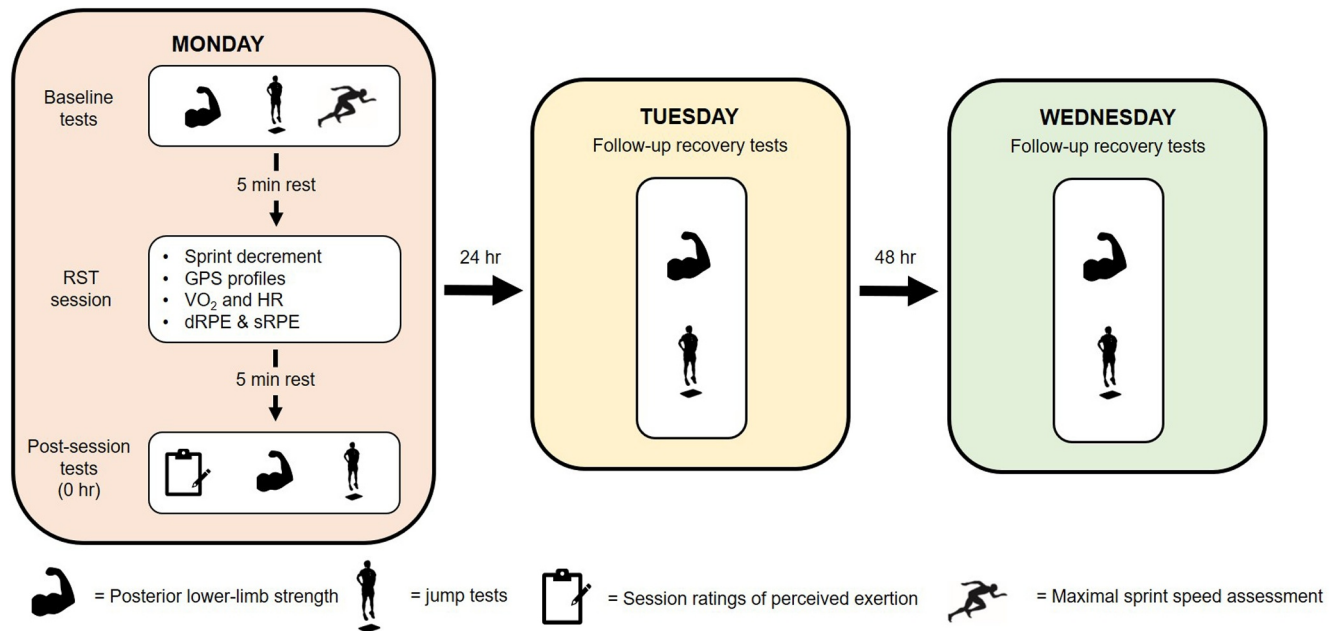 MONDAY
Baseline
tests
5 min rest
RST
session
• Sprint decrement
• GPS profiles
• VO₂ and HR
• dRPE & sRPE
5 min rest
Post-session
tests
(0 hr)
24 hr
TUESDAY
Follow-up recovery tests
48 hr
WEDNESDAY
Follow-up recovery tests
= Posterior lower-limb strength
= jump tests
= Session ratings of perceived exertion
= Maximal sprint speed assessment